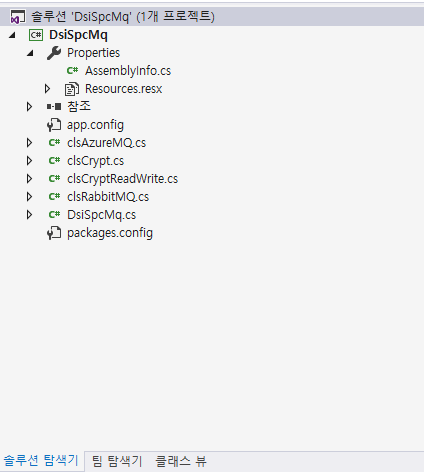 솔루션 'DsiSpcMq' (1개 프로젝트)
C# DsiSpcMq
Properties
C# AssemblyInfo.cs
Resources.resx
참조
app.config
C# clsAzureMQ.cs
C# clsCrypt.cs
C# clsCryptReadWrite.cs
C# clsRabbitMQ.cs
C# DsiSpcMq.cs
packages.config
솔루션 탐색기 팀 탐색기 클래스 뷰